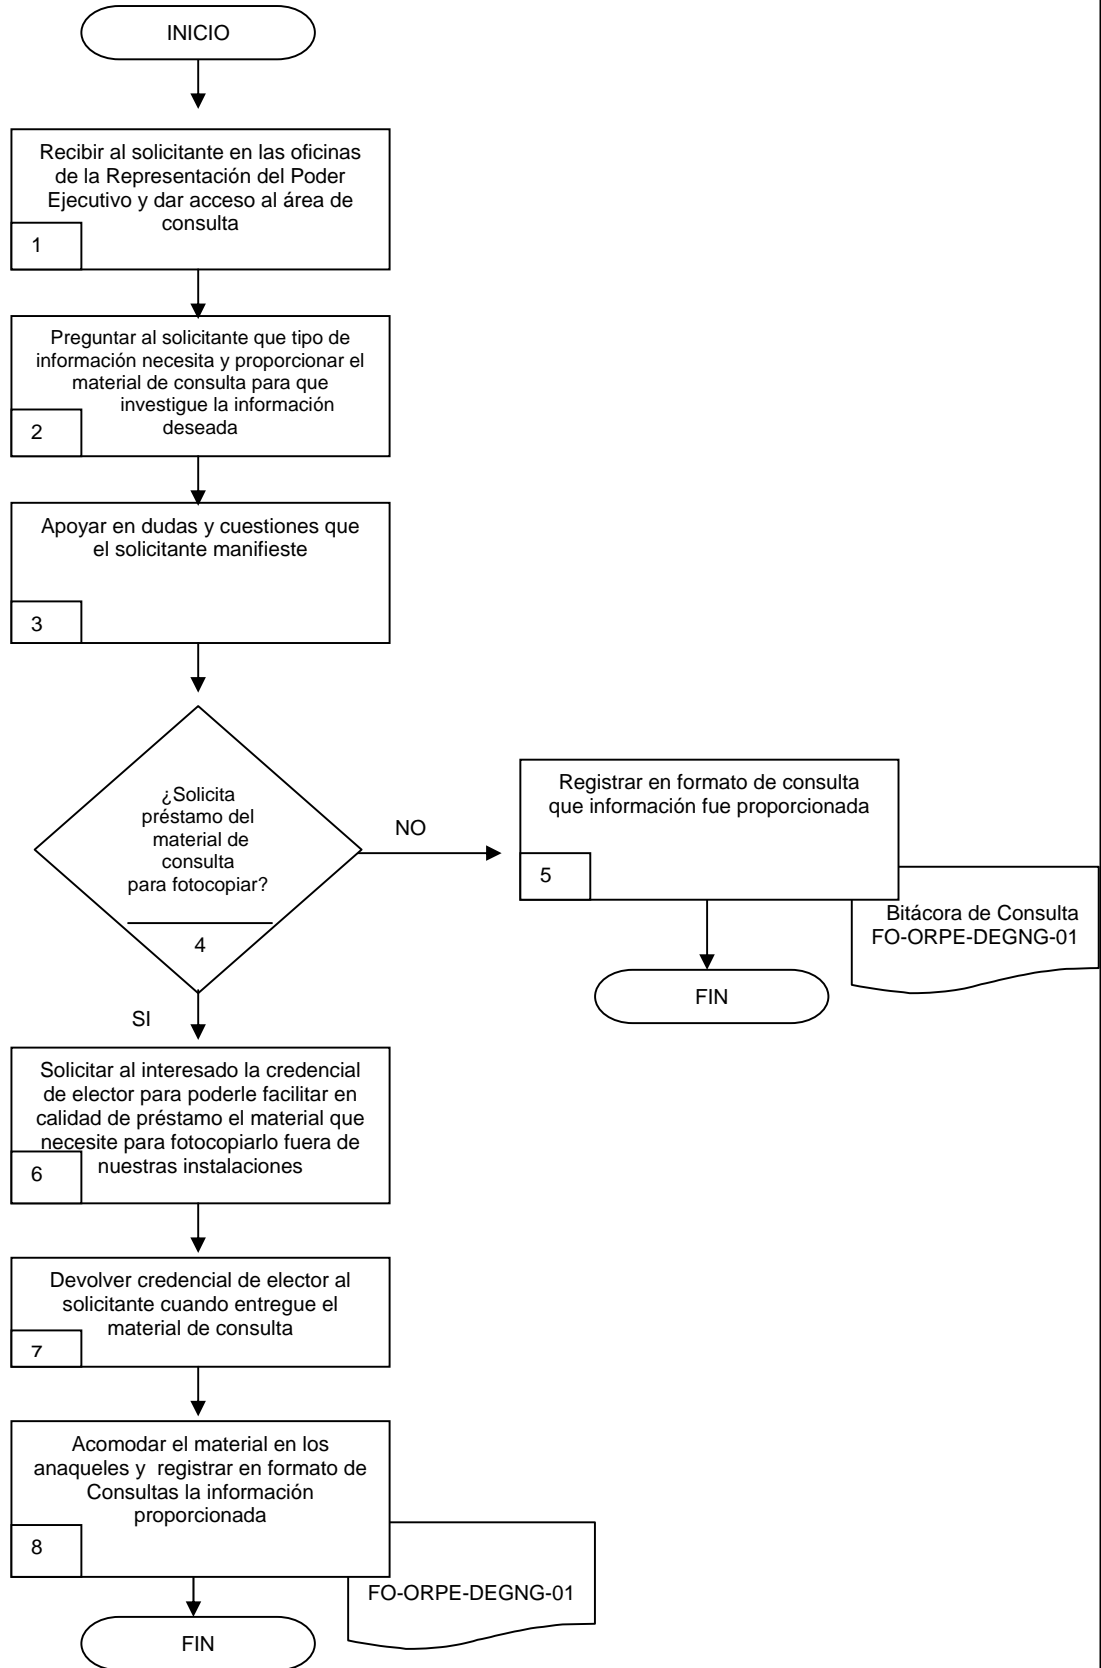 INICIO
Recibir al solicitante en las oficinas
de la Representación del Poder
Ejecutivo y dar acceso al área de
consulta
1
Preguntar al solicitante que tipo de
información necesita y proporcionar el
material de consulta para que
investigue la información
deseada
2
Apoyar en dudas y cuestiones que
el solicitante manifieste
3
¿Solicita
préstamo del
material de
consulta
para fotocopiar?
4
NO
Registrar en formato de consulta
que información fue proporcionada
5
Bitácora de Consulta
FO-ORPE-DEGNG-01
FIN
SI
Solicitar al interesado la credencial
de elector para poderle facilitar en
calidad de préstamo el material que
necesite para fotocopiarlo fuera de
nuestras instalaciones
6
Devolver credencial de elector al
solicitante cuando entregue el
material de consulta
7
Acomodar el material en los
anaqueles y  registrar en formato de
Consultas la información
proporcionada
8
FO-ORPE-DEGNG-01
FIN